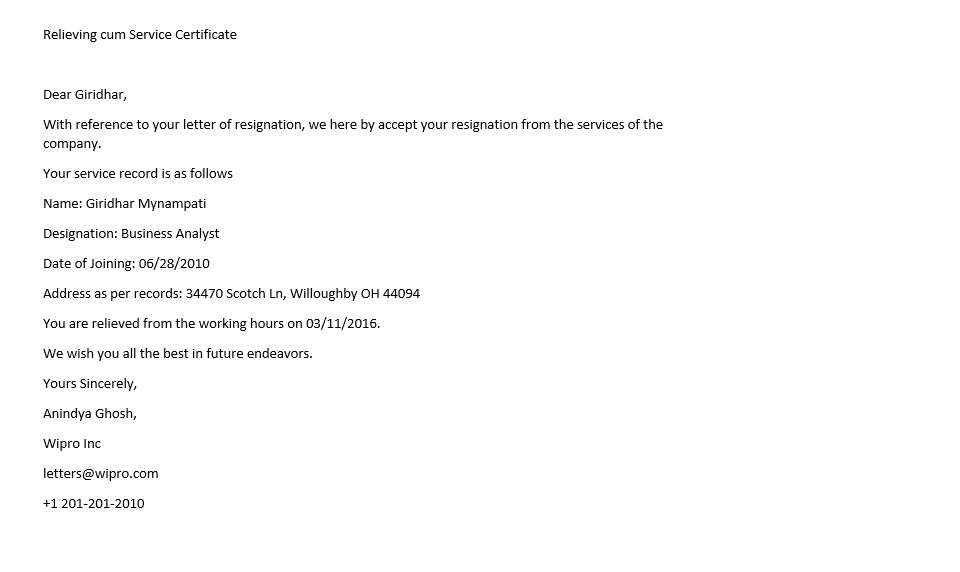 Relieving cum Service Certificate
Dear Giridhar,
With reference to your letter of resignation, we here by accept your resignation from the services of the
company.
Your service record is as follows
Name: Giridhar Mynampati
Designation: Business Analyst
Date of Joining: 06/28/2010
Address as per records: 34470 Scotch Ln, Willoughby OH 44094
You are relieved from the working hours on 03/11/2016.
We wish you all the best in future endeavors.
Yours Sincerely,
Anindya Ghosh,
Wipro Inc
letters@wipro.com
+1 201-201-2010